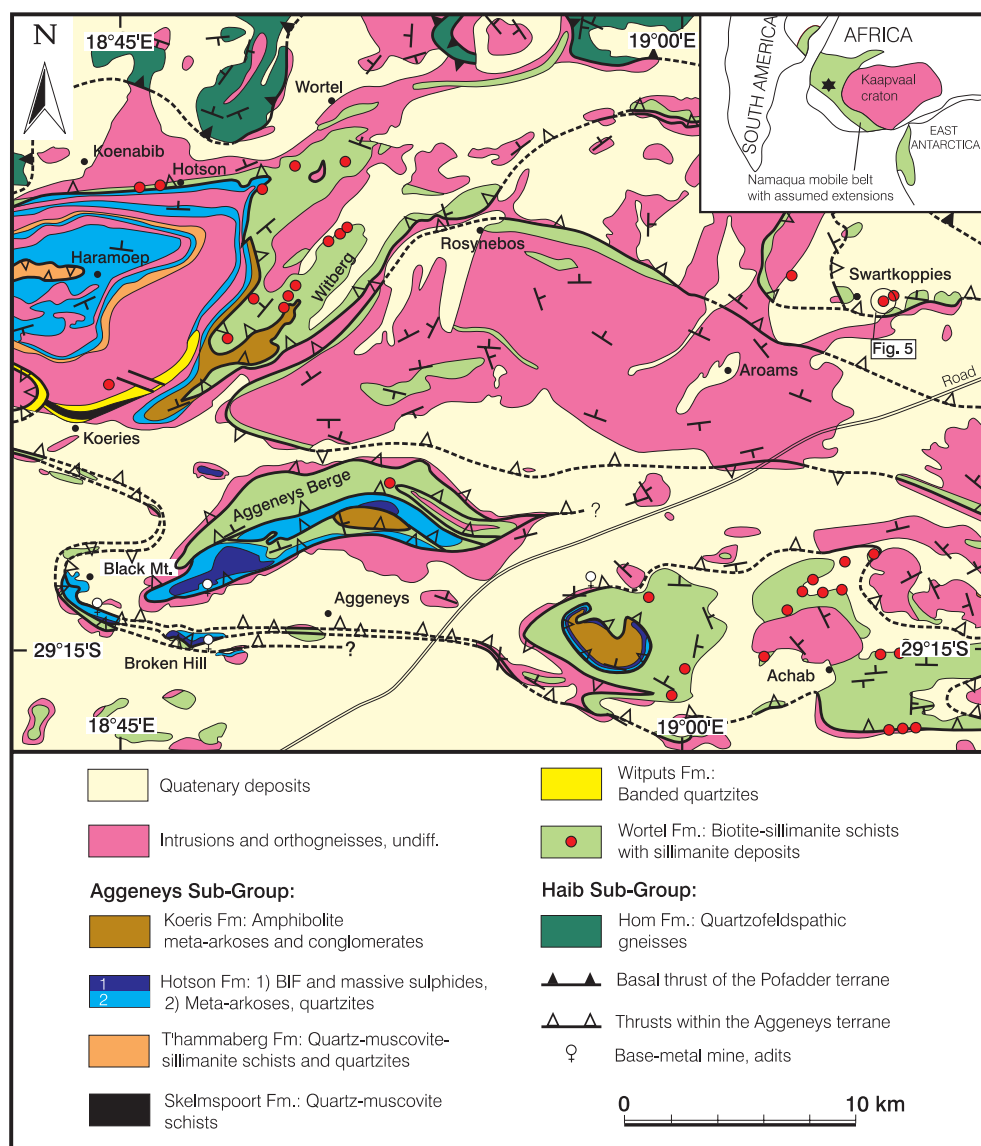 N
18°45'E
19°00'E
AFRICA
SOUTH AMERICA
Kaapvaal
craton
EAST
ANTARCTICA
Namaqua mobile belt
with assumed extensions
Wortel
Koenabib
Hotson
Haramoep
Witberg
Rosynebos
Swartkoppies
Fig. 5
Aroams
Road
Koeries
Aggeneys Berge
?
Black Mt.
Aggeneys
29°15'S
Broken Hill
?
Achab
29°15'S
18°45'E
19°00'E
Quatenary deposits
Intrusions and orthogneisses, undiff.
Aggeneys Sub-Group:
Koeris Fm: Amphibolite
meta-arkoses and conglomerates
1
2
Hotson Fm: 1) BIF and massive sulphides,
2) Meta-arkoses, quartzites
T'hammaberg Fm: Quartz-muscovite-
sillimanite schists and quartzites
Skelmspoort Fm.: Quartz-muscovite
schists
Witputs Fm.:
Banded quartzites
Wortel Fm.: Biotite-sillimanite schists
with sillimanite deposits
Haib Sub-Group:
Hom Fm.: Quartzofeldspathic
gneisses
Basal thrust of the Pofadder terrane
Thrusts within the Aggeneys terrane
Base-metal mine, adits
0
10 km